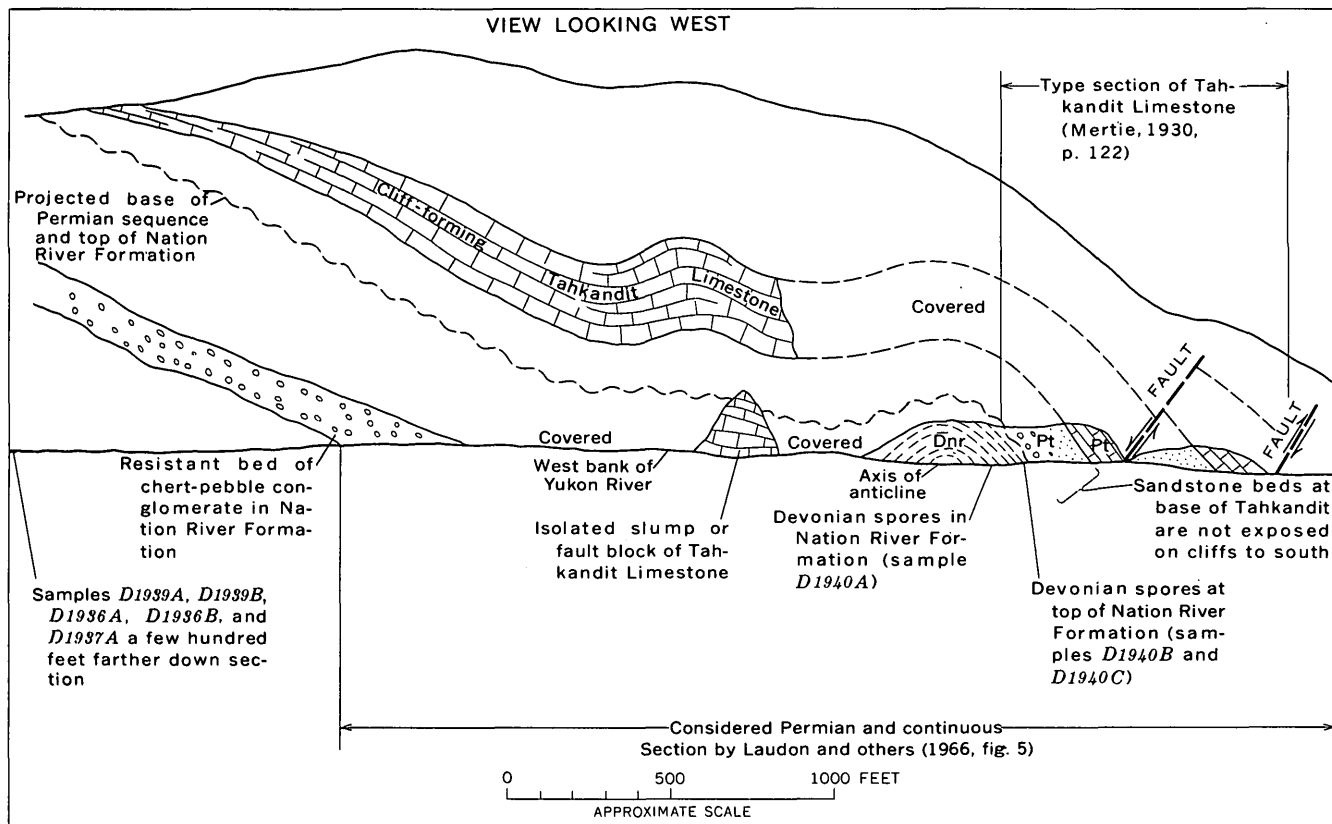 VIEW LOOKING WEST
Type section of Tah-
kandit Limestone
(Mertie, 1930,
p. 122)
Projected base of
Permian sequence
and top of Nation
River Formation
Cliff-forming
Tahkandit
Limestone
Covered
FAULT
FAULT
Covered
Covered
Dnr
Pt
Pt
Resistant bed of
chert-pebble con-
glomerate in Na-
tion River Forma-
tion
West bank of
Yukon River
Isolated slump or
fault block of Tah-
kandit Limestone
Axis of
anticline
Devonian spores in
Nation River For-
mation (sample
D1940A)
Sandstone beds at
base of Tahkandit
are not exposed
on cliffs to south
Samples D1939A, D1939B,
D1936A, D1936B, and
D1937A a few hundred
feet farther down sec-
tion
Devonian spores at
top of Nation River
Formation (sam-
ples D1940B and
D1940C)
Considered Permian and continuous
Section by Laudon and others (1966, fig. 5)
0 500 1000 FEET
APPROXIMATE SCALE